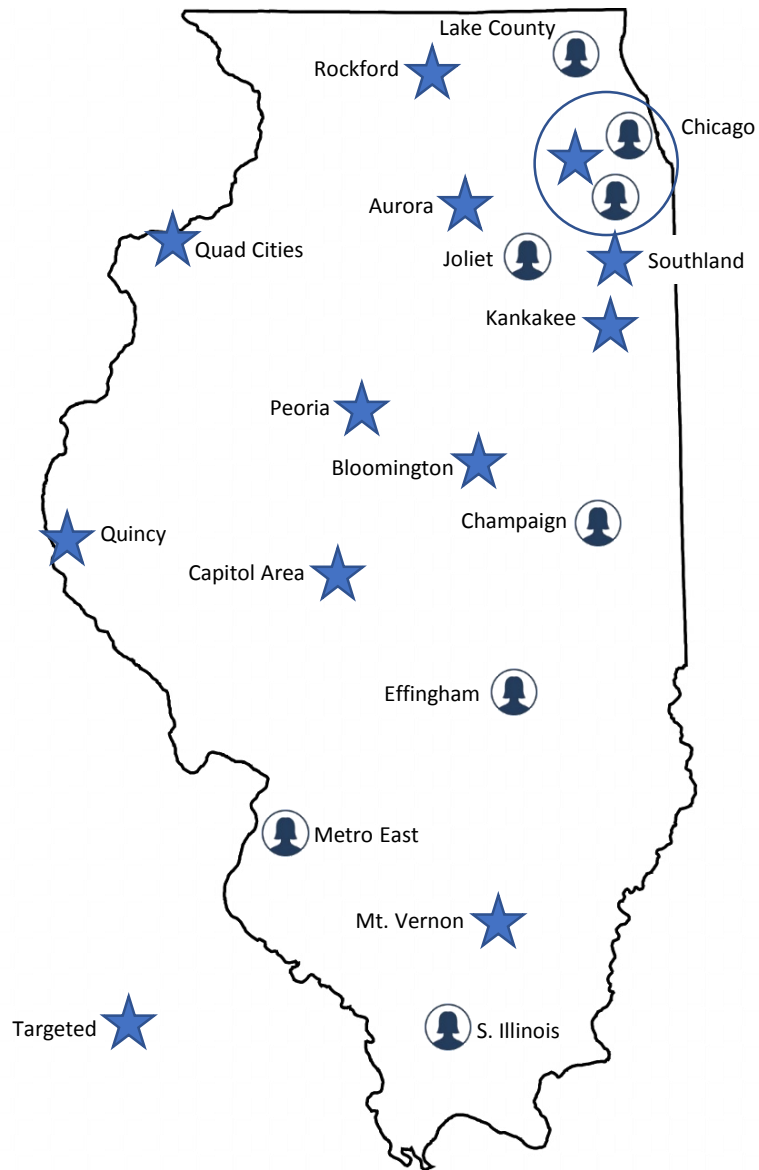 Lake County
Rockford
Chicago
Aurora
Quad Cities
Joliet
Southland
Kankakee
Peoria
Bloomington
Champaign
Quincy
Capitol Area
Effingham
Metro East
Mt. Vernon
Targeted
S. Illinois